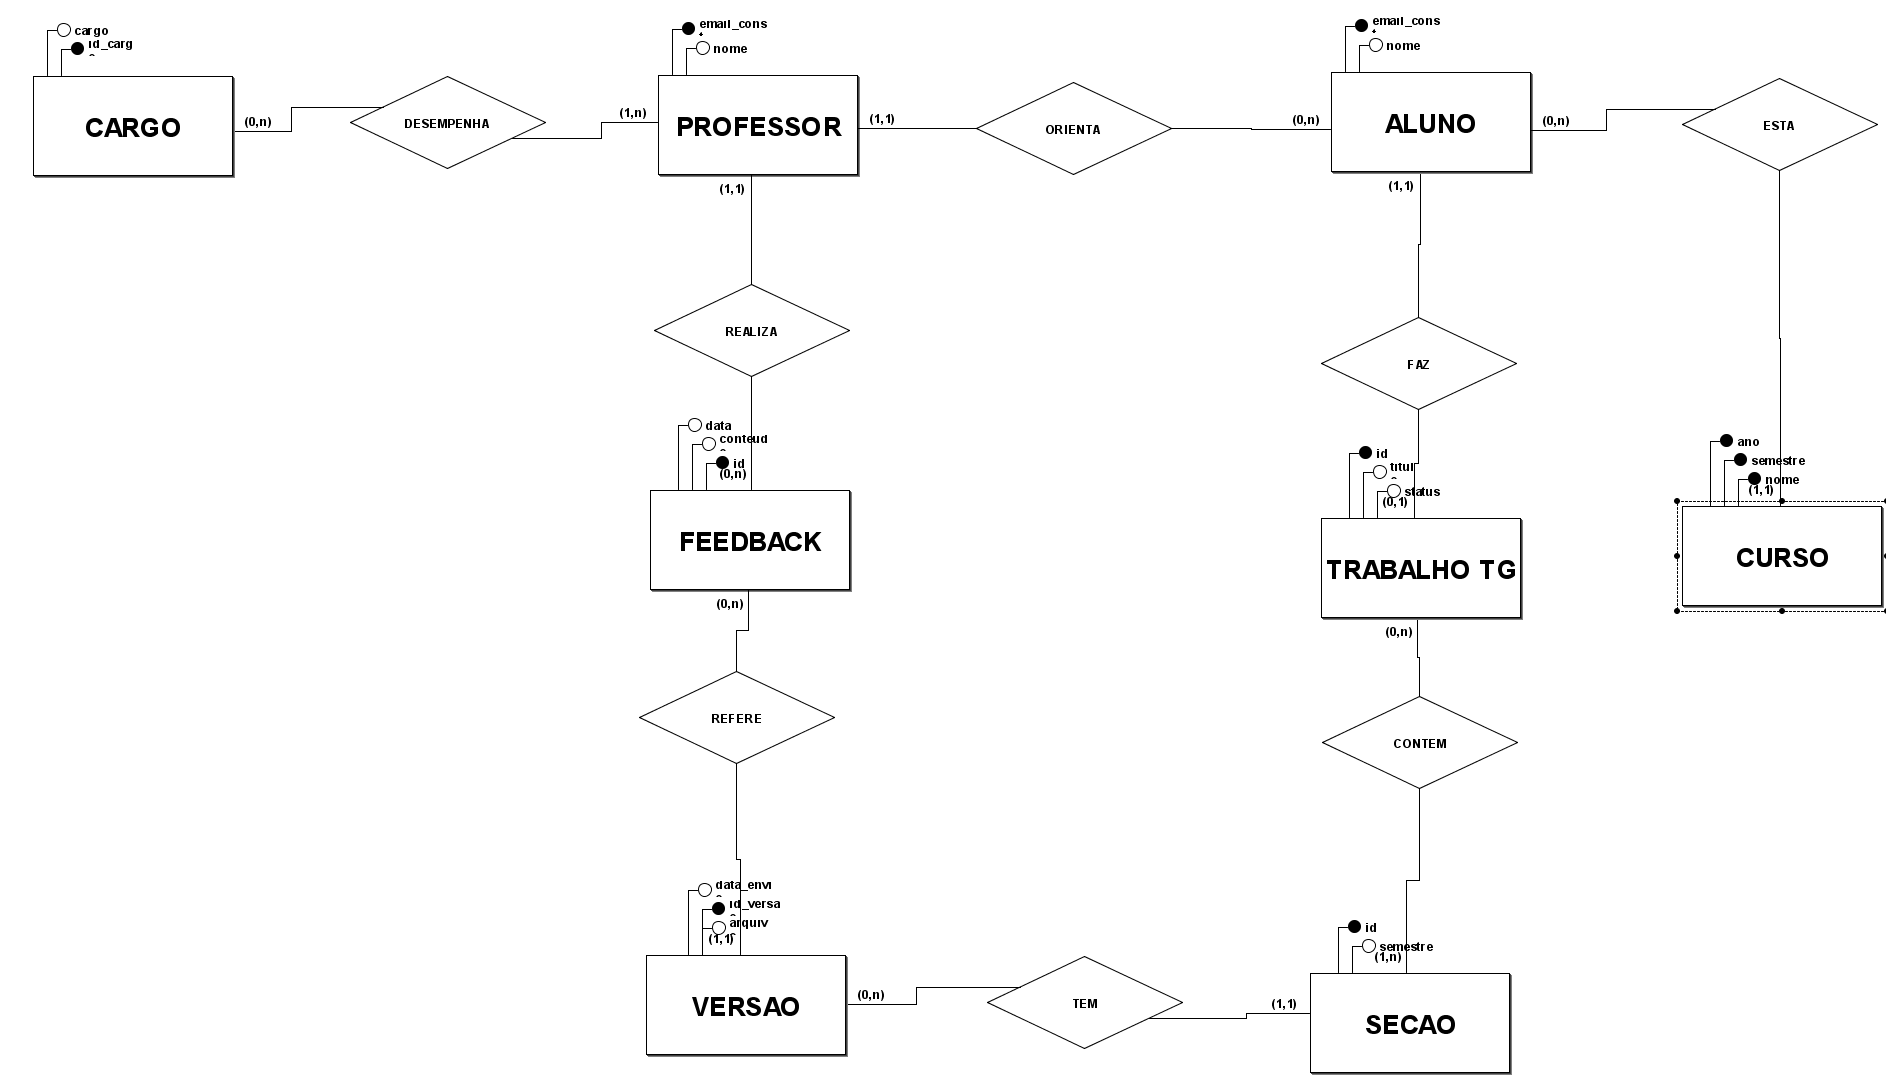 cargo
id_carg
CARGO
(0,n)
DESEMPENHA
(1,n)
email_cons
nome
PROFESSOR
(1,1)
(1,1)
ORIENTA
(0,n)
email_cons
nome
ALUNO
(0,n)
(1,1)
ESTA
REALIZA
FAZ
data
conteud
id
(0,n)
FEEDBACK
(0,n)
id
titul
status
(0,1)
TRABALHO TG
(0,n)
ano
semestre
nome
(1,1)
CURSO
REFERE
CONTEM
data_envi
id_versa
arquiv
(1,1)
VERSAO
(0,n)
TEM
(1,1)
id
semestre
(1,n)
SECAO